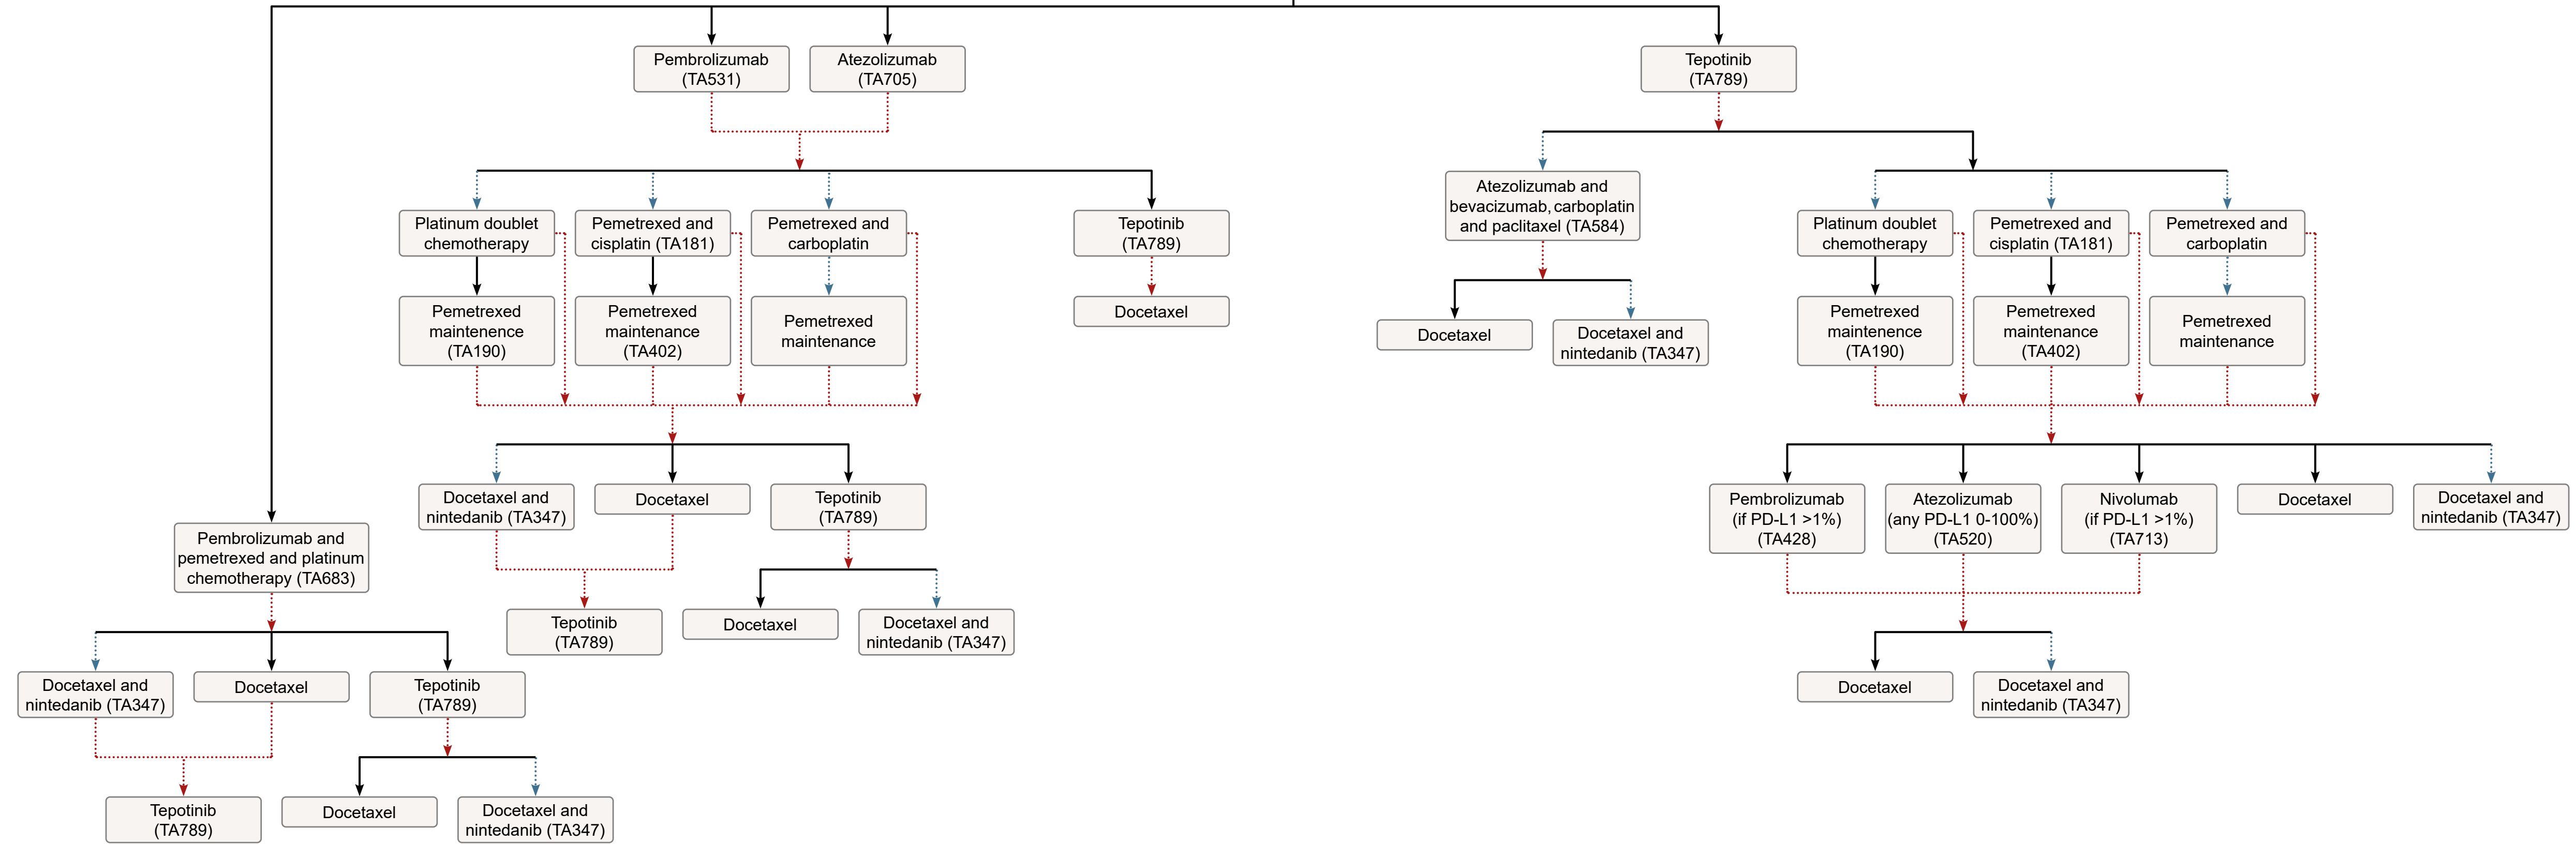 Pembrolizumab
(TA531)
Atezolizumab
(TA705)
Tepotinib
(TA789)
Platinum doublet
chemotherapy
Pemetrexed and
cisplatin (TA181)
Pemetrexed and
carboplatin
Tepotinib
(TA789)
Pemetrexed
maintenence
(TA190)
Pemetrexed
maintenance
(TA402)
Pemetrexed
maintenance
Docetaxel
Atezolizumab and
bevacizumab, carboplatin
and paclitaxel (TA584)
Docetaxel
Docetaxel and
nintedanib (TA347)
Platinum doublet
chemotherapy
Pemetrexed and
cisplatin (TA181)
Pemetrexed and
carboplatin
Pemetrexed
maintenence
(TA190)
Pemetrexed
maintenance
(TA402)
Pemetrexed
maintenance
Docetaxel and
nintedanib (TA347)
Docetaxel
Tepotinib
(TA789)
Tepotinib
(TA789)
Docetaxel
Docetaxel and
nintedanib (TA347)
Pembrolizumab
(if PD-L1 >1%)
(TA428)
Atezolizumab
(any PD-L1 0-100%)
(TA520)
Nivolumab
(if PD-L1 >1%)
(TA713)
Docetaxel
Docetaxel and
nintedanib (TA347)
Docetaxel
Docetaxel and
nintedanib (TA347)
Pembrolizumab and
pemetrexed and platinum
chemotherapy (TA683)
Docetaxel and
nintedanib (TA347)
Docetaxel
Tepotinib
(TA789)
Tepotinib
(TA789)
Docetaxel
Docetaxel and
nintedanib (TA347)